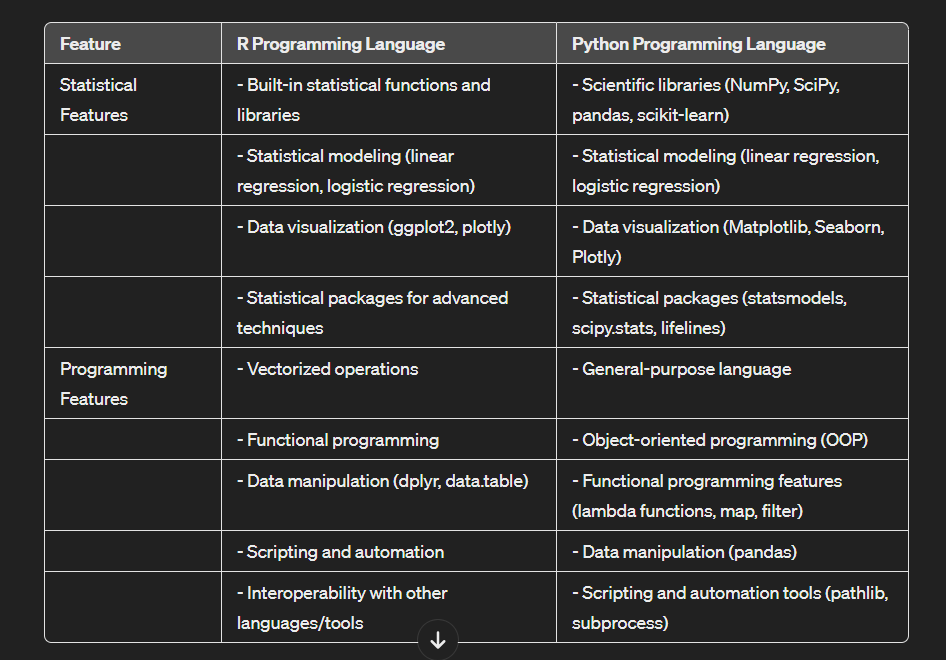 Feature
R Programming Language
Python Programming Language
Statistical
Features
- Built-in statistical functions and
libraries
- Scientific libraries (NumPy, SciPy,
pandas, scikit-learn)
- Statistical modeling (linear
regression, logistic regression)
- Statistical modeling (linear regression,
logistic regression)
- Data visualization (ggplot2, plotly)
- Data visualization (Matplotlib, Seaborn,
Plotly)
- Statistical packages for advanced
techniques
- Statistical packages (statsmodels,
scipy.stats, lifelines)
Programming
Features
- Vectorized operations
- General-purpose language
- Functional programming
- Object-oriented programming (OOP)
- Data manipulation (dplyr, data.table)
- Functional programming features
(lambda functions, map, filter)
- Scripting and automation
- Data manipulation (pandas)
- Interoperability with other
languages/tools
- Scripting and automation tools (pathlib,
subprocess)